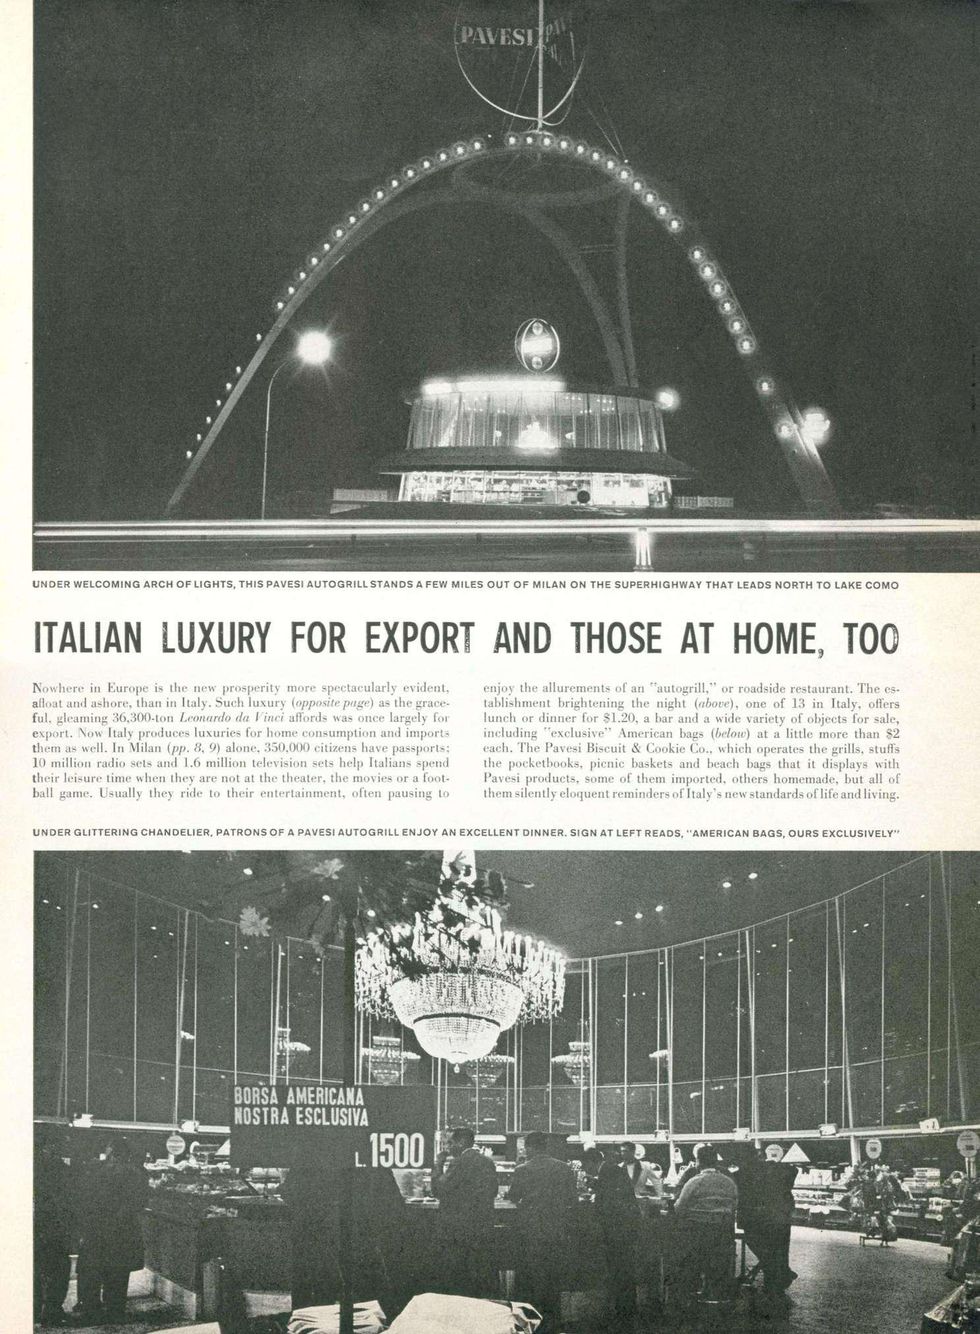 PAVESI
UNDER WELCOMING ARCH OF LIGHTS, THIS PAVESI AUTOGRILL STANDS A FEW MILES OUT OF MILAN ON THE SUPERHIGHWAY THAT LEADS NORTH TO LAKE COMO
ITALIAN LUXURY FOR EXPORT AND THOSE AT HOME, TOO
Nowhere in Europe is the new prosperity more spectacularly evident,
afloat and ashore, than in Italy. Such luxury (opposite page) as the grace-
ful, gleaming 36,300-ton Leonardo da Vinci affords was once largely for
export. Now Italy produces luxuries for home consumption and imports
them as well. In Milan (pp. 8, 9) alone, 350,000 citizens have passports;
10 million radio sets and 1.6 million television sets help Italians spend
their leisure time when they are not at the theater, the movies or a foot-
ball game. Usually they ride to their entertainment, often pausing to
enjoy the allurements of an "autogrill," or roadside restaurant. The es-
tablishment brightening the night (above), one of 13 in Italy, offers
lunch or dinner for $1.20, a bar and a wide variety of objects for sale,
including "exclusive" American bags (below) at a little more than $2
each. The Pavesi Biscuit & Cookie Co., which operates the grills, stuffs
the pocketbooks, picnic baskets and beach bags that it displays with
Pavesi products, some of them imported, others homemade, but all of
them silently eloquent reminders of Italy's new standards of life and living.
UNDER GLITTERING CHANDELIER, PATRONS OF A PAVESI AUTOGRILL ENJOY AN EXCELLENT DINNER. SIGN AT LEFT READS, "AMERICAN BAGS, OURS EXCLUSIVELY"
BORSA AMERICANA
NOSTRA ESCLUSIVA
L. 1500